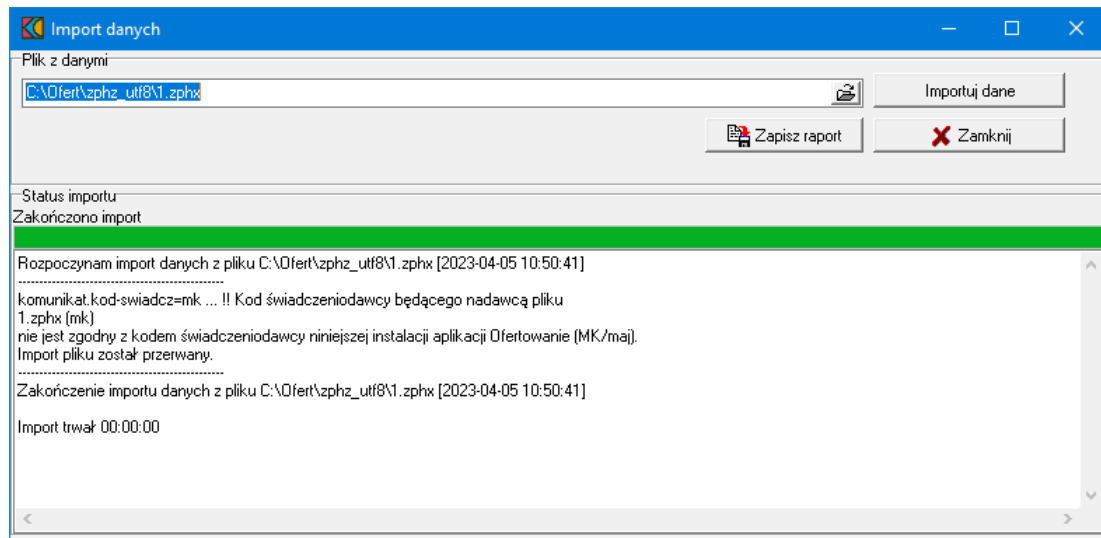 Import danych
Plik z danymi
C:\Ofert\zphz_utf8\1.zphx
Importuj dane
Zapisz raport
Zamknij
Status importu
Zakończono import
Rozpoczynam import danych z pliku C:\Ofert\zphz_utf8\1.zphx [2023-04-05 10:50:41]
------------------------------------------------
komunikat.kod-swiadcz=mk ... !! Kod świadczeniodawcy będącego nadawcą pliku
1.zphx (mk)
nie jest zgodny z kodem świadczeniodawcy niniejszej instalacji aplikacji Ofertowanie (MK/maj).
Import pliku został przerwany.
------------------------------------------------
Zakończenie importu danych z pliku C:\Ofert\zphz_utf8\1.zphx [2023-04-05 10:50:41]
Import trwał 00:00:00